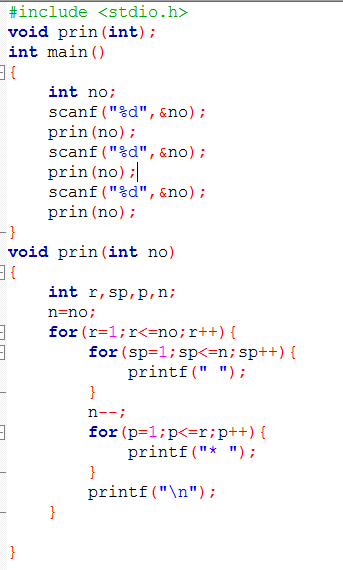 #include <stdio.h>
void prin(int);
int main()
{
    int no;
    scanf("%d",&no);
    prin(no);
    scanf("%d",&no);
    prin(no);
    scanf("%d",&no);
    prin(no);
}
void prin(int no)
{
    int r,sp,p,n;
    n=no;
    for(r=1;r<=no;r++){
        for(sp=1;sp<=n;sp++){
            printf(" ");
        }
        n--;
        for(p=1;p<=r;p++){
            printf("* ");
        }
        printf("\n");
    }

}